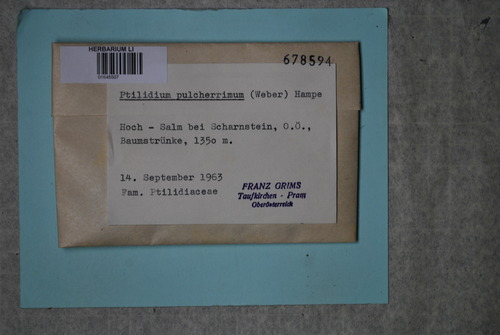 HERBARIUM LI
678594
Ptilidium pulcherrimum (Weber) Hampe
Hoch - Salm bei Scharnstein, O.Ö.,
Baumstrünke, 1350 m.
14. September 1963
Fam. Ptilidiaceae
FRANZ GRIMS
Taufkirchen - Pram
Oberösterreich